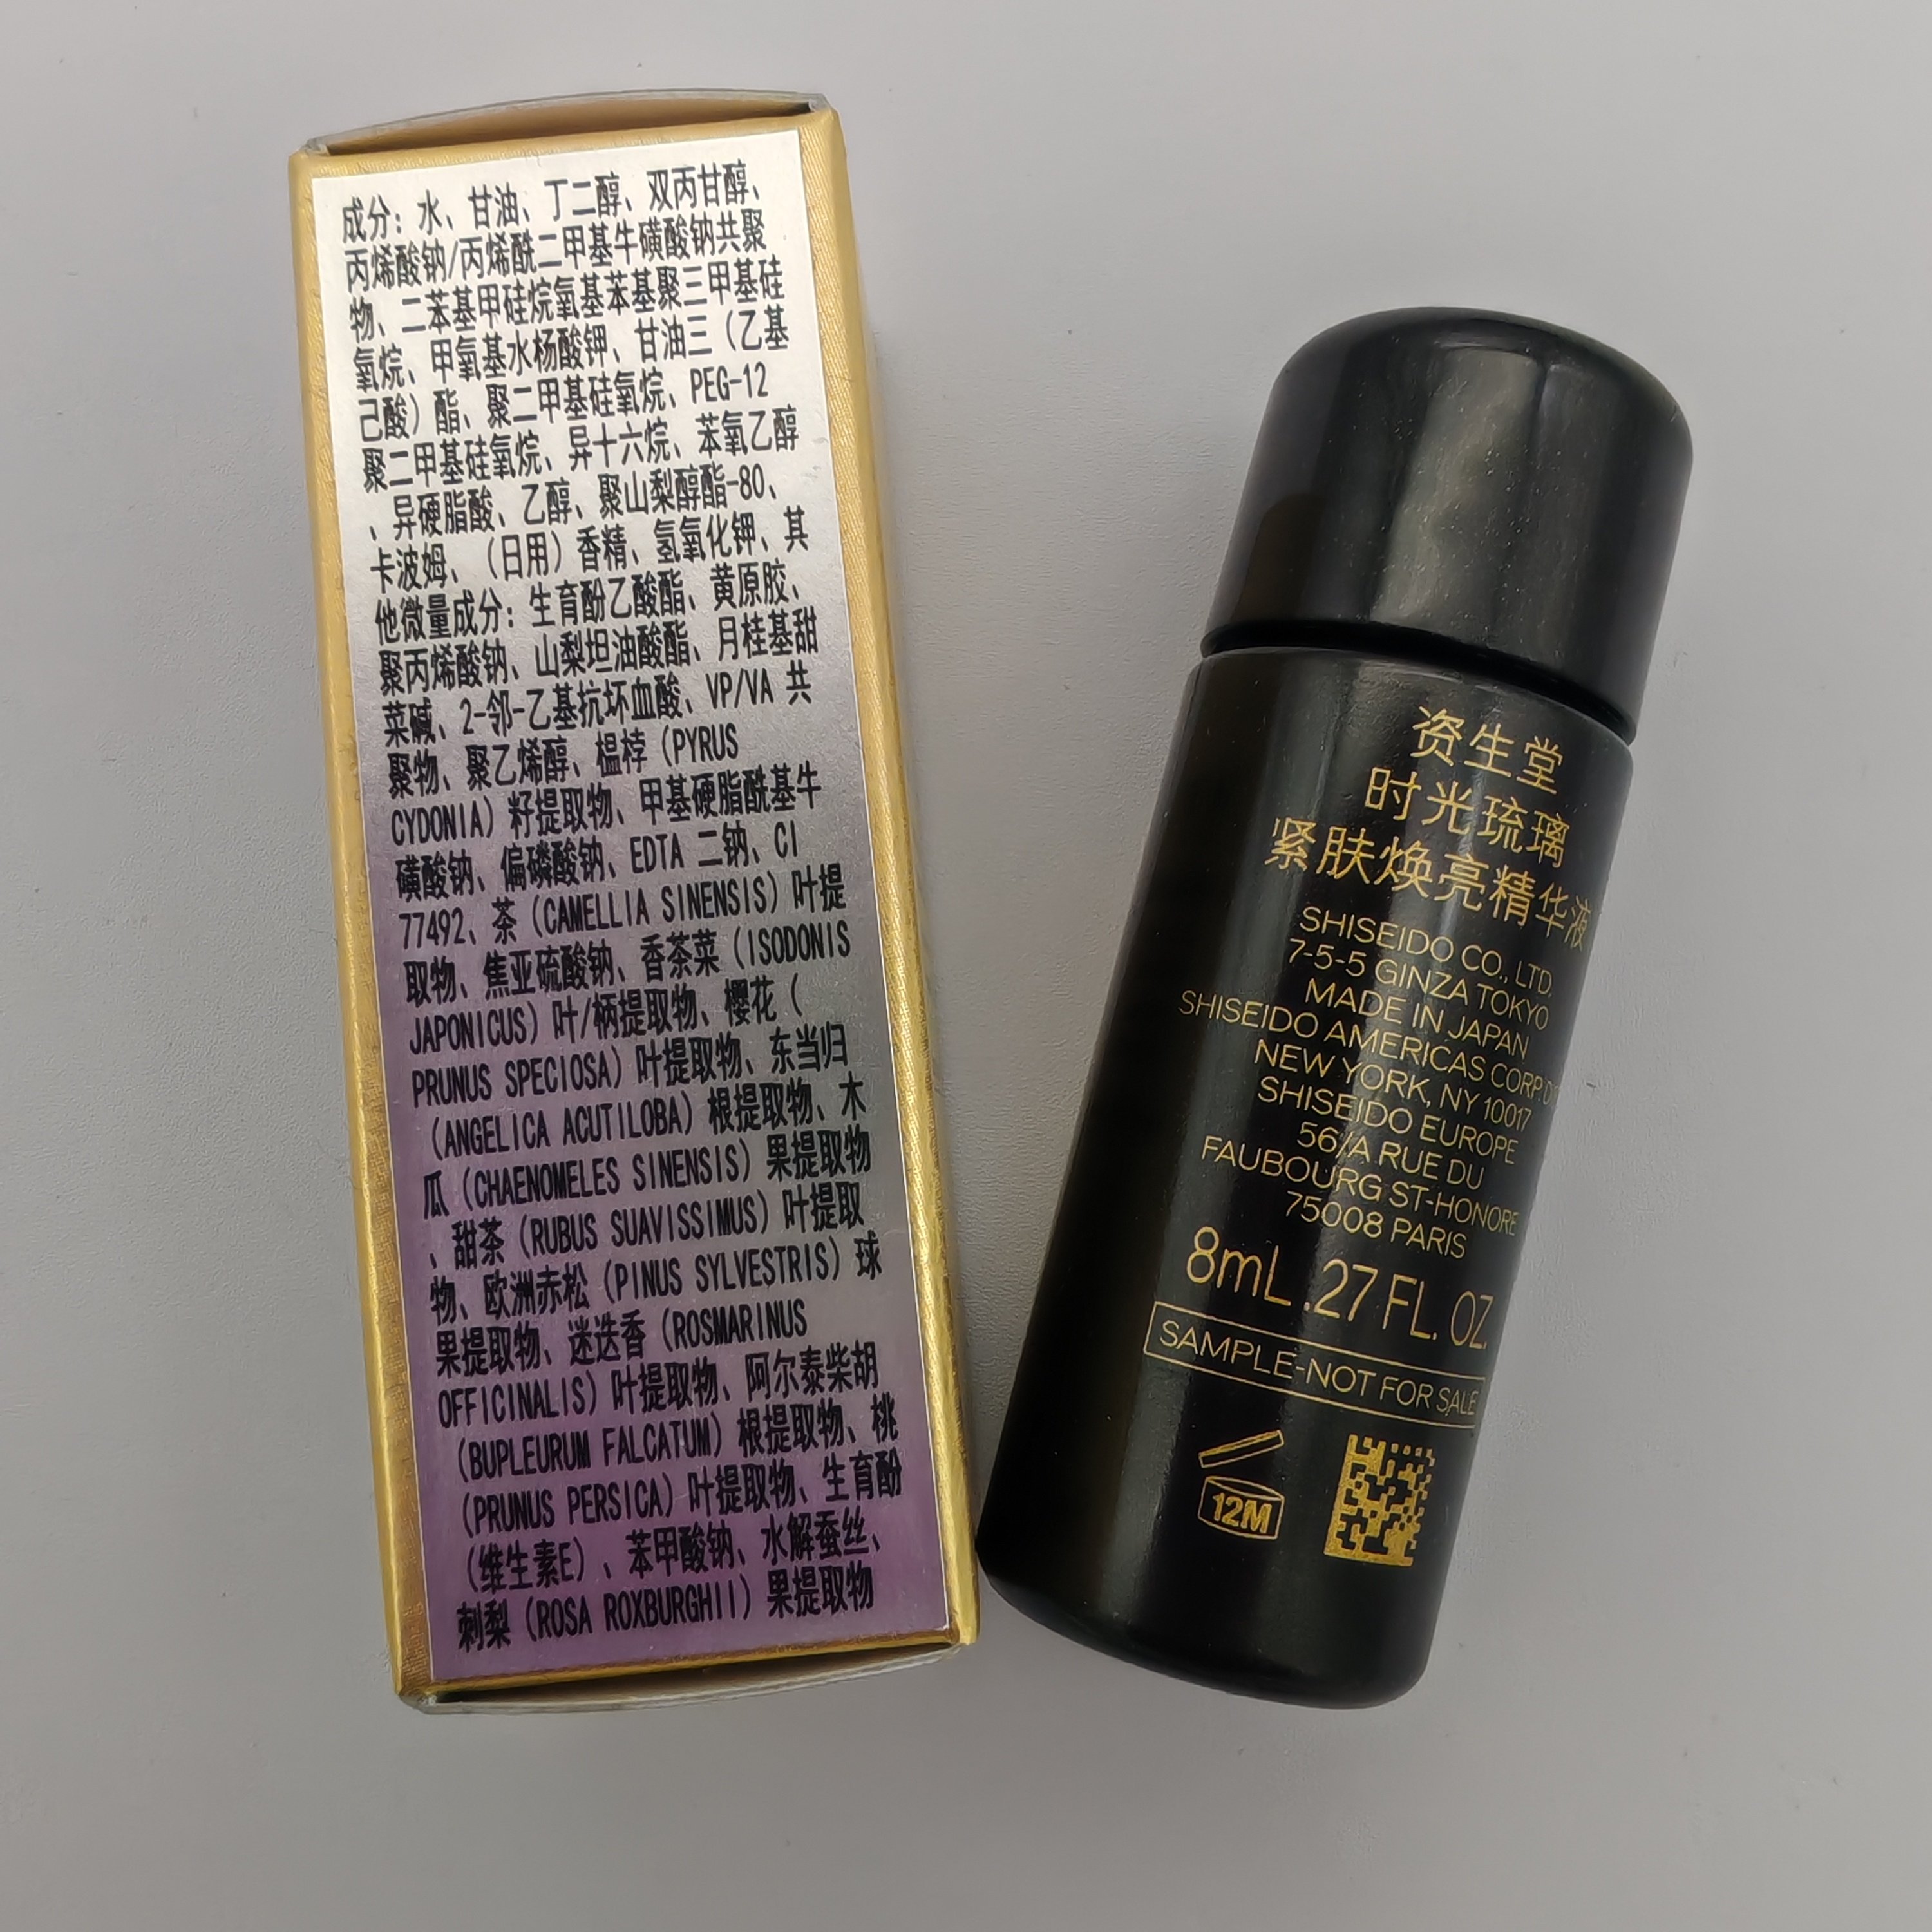 成分：水、甘油、丁二醇、双丙甘醇、
丙烯酸钠/丙烯酰二甲基牛磺酸钠共聚
物、二苯基甲硅烷氧基苯基聚三甲基硅
氧烷、甲氧基水杨酸钾、甘油三（乙基
己酸）酯、聚二甲基硅氧烷、PEG-12
聚二甲基硅氧烷、异十六烷、苯氧乙醇
、异硬脂酸、乙醇、聚山梨醇酯-80、
卡波姆、（日用）香精、氢氧化钾、其
他微量成分：生育酚乙酸酯、黄原胶、
聚丙烯酸钠、山梨坦油酸酯、月桂基甜
菜碱、2-邻-乙基抗坏血酸、VP/VA 共
聚物、聚乙烯醇、榅桲（PYRUS
CYDONIA）籽提取物、甲基硬脂酰基牛
磺酸钠、偏磷酸钠、EDTA 二钠、CI
77492、茶（CAMELLIA SINENSIS）叶提
取物、焦亚硫酸钠、香茶菜（ISODONIS
JAPONICUS）叶/柄提取物、樱花（
PRUNUS SPECIOSA）叶提取物、东当归
（ANGELICA ACUTILOBA）根提取物、木
瓜（CHAENOMELES SINENSIS）果提取物
、甜茶（RUBUS SUAVISSIMUS）叶提取
物、欧洲赤松（PINUS SYLVESTRIS）球
果提取物、迷迭香（ROSMARINUS
OFFICINALIS）叶提取物、阿尔泰柴胡
（BUPLEURUM FALCATUM）根提取物、桃
（PRUNUS PERSICA）叶提取物、生育酚
（维生素E）、苯甲酸钠、水解蚕丝、
刺梨（ROSA ROXBURGHII）果提取物
资生堂
时光琉璃
紧肤焕亮精华液
SHISEIDO CO., LTD.
7-5-5 GINZA TOKYO
MADE IN JAPAN
SHISEIDO AMERICAS CORP.
NEW YORK, NY 10017
SHISEIDO EUROPE
56/A RUE DU
FAUBOURG ST-HONORE
75008 PARIS
8mL .27 FL. OZ.
SAMPLE-NOT FOR SALE
12M